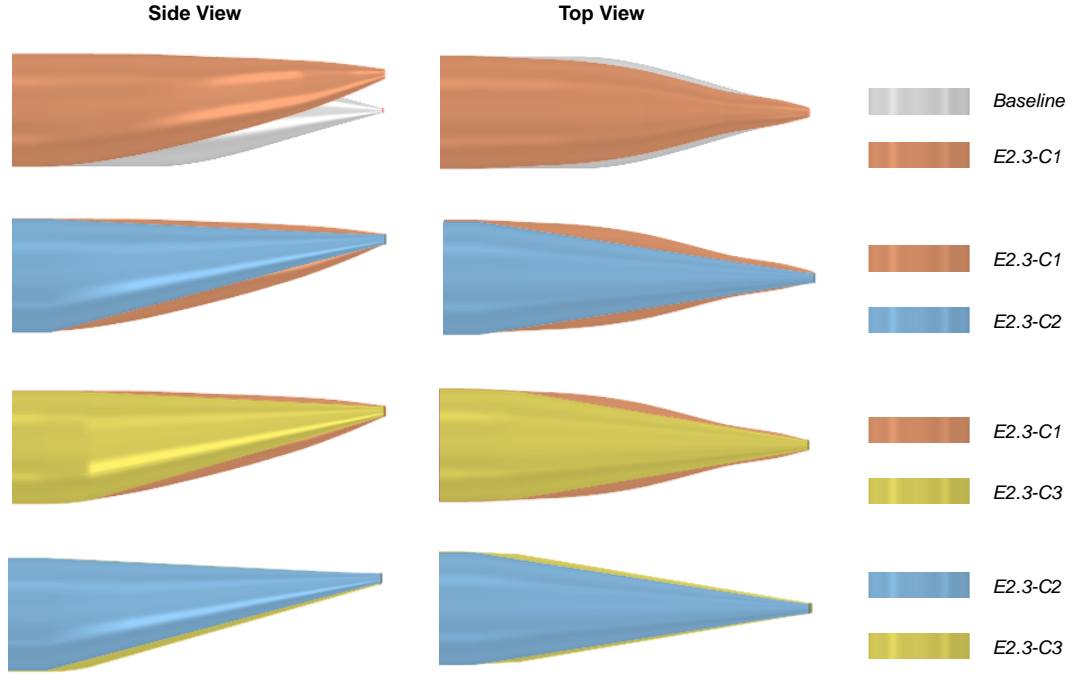 Side View
Top View
Baseline
E2.3-C1
E2.3-C1
E2.3-C2
E2.3-C1
E2.3-C3
E2.3-C2
E2.3-C3